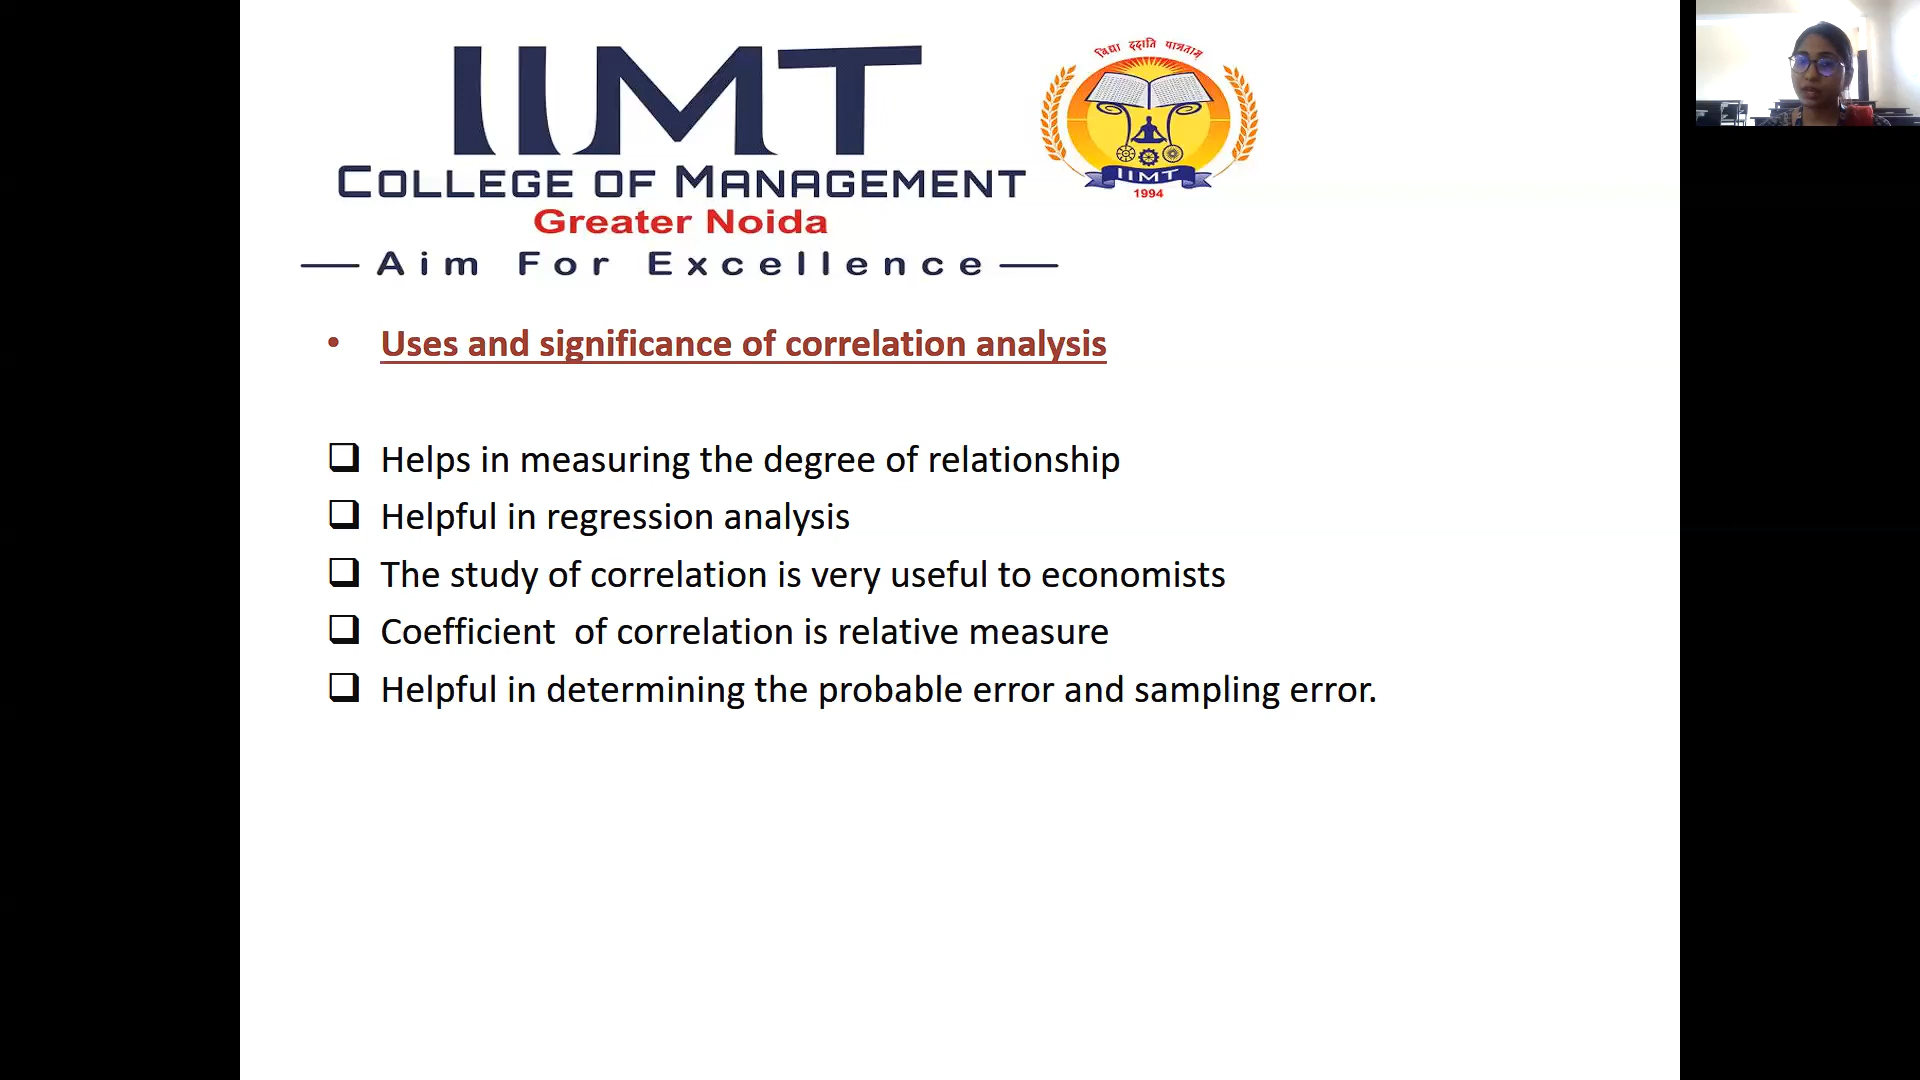 IIMT
COLLEGE OF MANAGEMENT
Greater Noida
Aim For Excellence
विद्या ददाति पात्रताम्
IIMT
1994
• Uses and significance of correlation analysis
❑ Helps in measuring the degree of relationship
❑ Helpful in regression analysis
❑ The study of correlation is very useful to economists
❑ Coefficient  of correlation is relative measure
❑ Helpful in determining the probable error and sampling error.